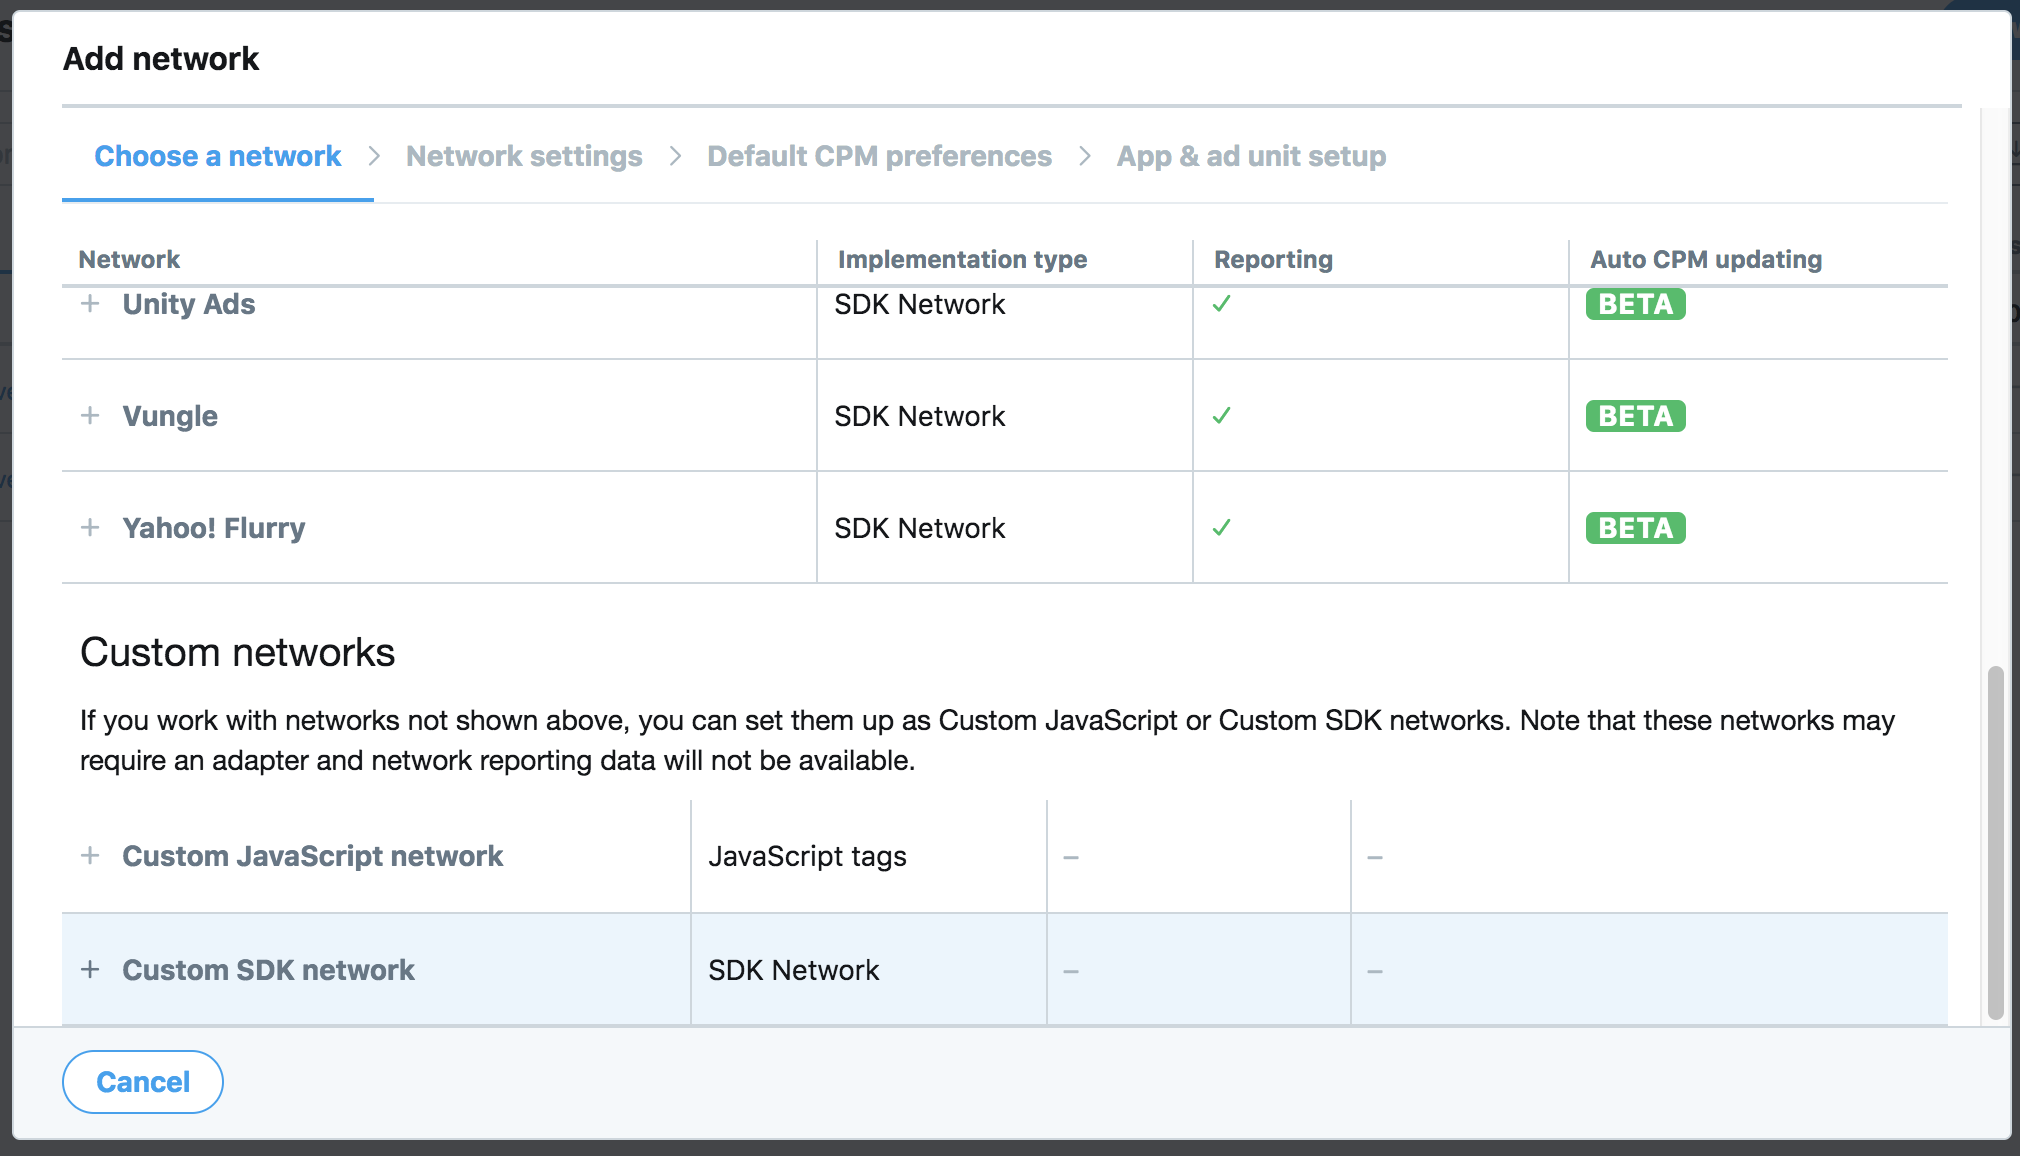 Add network
Choose a network > Network settings > Default CPM preferences > App & ad unit setup
Network Implementation type Reporting Auto CPM updating
+ Unity Ads SDK Network ✓ BETA
+ Vungle SDK Network ✓ BETA
+ Yahoo! Flurry SDK Network ✓ BETA
Custom networks
If you work with networks not shown above, you can set them up as Custom JavaScript or Custom SDK networks. Note that these networks may
require an adapter and network reporting data will not be available.
+ Custom JavaScript network JavaScript tags – –
+ Custom SDK network SDK Network – –
Cancel